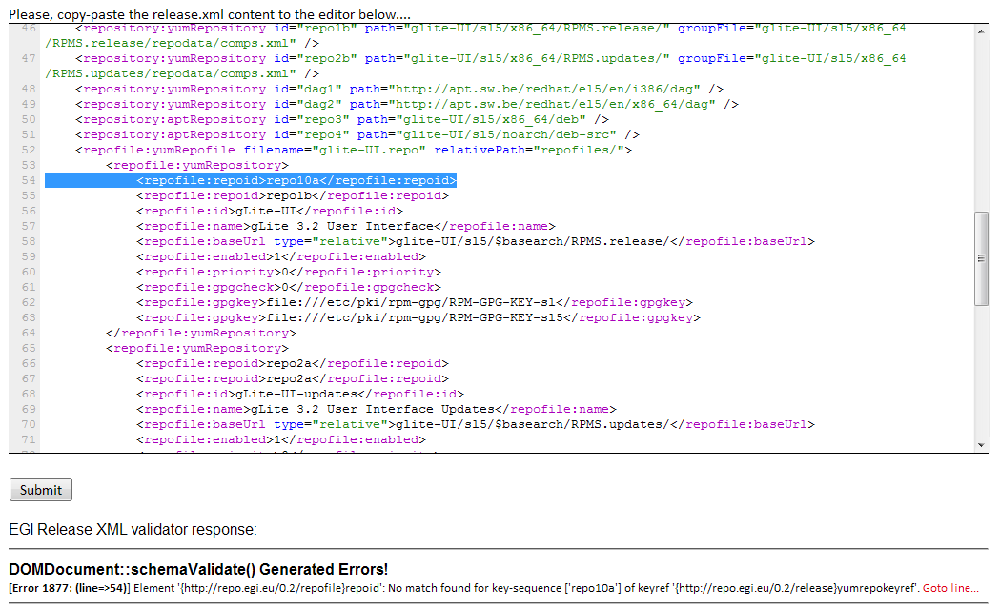 Please, copy-paste the release.xml content to the editor below....
46 <repository:yumRepository id="repo1b" path="glite-UI/sl5/x86_64/RPMS.release/" groupFile="glite-UI/sl5/x86_64
/RPMS.release/repodata/comps.xml" />
47 <repository:yumRepository id="repo2b" path="glite-UI/sl5/x86_64/RPMS.updates/" groupFile="glite-UI/sl5/x86_64
/RPMS.updates/repodata/comps.xml" />
48 <repository:yumRepository id="dag1" path="http://apt.sw.be/redhat/el5/en/i386/dag" />
49 <repository:yumRepository id="dag2" path="http://apt.sw.be/redhat/el5/en/x86_64/dag" />
50 <repository:aptRepository id="repo3" path="glite-UI/sl5/x86_64/deb" />
51 <repository:aptRepository id="repo4" path="glite-UI/sl5/noarch/deb-src" />
52 <repofile:yumRepofile filename="glite-UI.repo" relativePath="repofiles/">
53 <repofile:yumRepository>
54 <repofile:repoid>repo10a</repofile:repoid>
55 <repofile:repoid>repo1b</repofile:repoid>
56 <repofile:id>gLite-UI</repofile:id>
57 <repofile:name>gLite 3.2 User Interface</repofile:name>
58 <repofile:baseUrl type="relative">glite-UI/sl5/$basearch/RPMS.release/</repofile:baseUrl>
59 <repofile:enabled>1</repofile:enabled>
60 <repofile:priority>0</repofile:priority>
61 <repofile:gpgcheck>0</repofile:gpgcheck>
62 <repofile:gpgkey>file:///etc/pki/rpm-gpg/RPM-GPG-KEY-sl</repofile:gpgkey>
63 <repofile:gpgkey>file:///etc/pki/rpm-gpg/RPM-GPG-KEY-sl5</repofile:gpgkey>
64 </repofile:yumRepository>
65 <repofile:yumRepository>
66 <repofile:repoid>repo2a</repofile:repoid>
67 <repofile:repoid>repo2a</repofile:repoid>
68 <repofile:id>gLite-UI-updates</repofile:id>
69 <repofile:name>gLite 3.2 User Interface Updates</repofile:name>
70 <repofile:baseUrl type="relative">glite-UI/sl5/$basearch/RPMS.updates/</repofile:baseUrl>
71 <repofile:enabled>1</repofile:enabled>
Submit
EGI Release XML validator response:
DOMDocument::schemaValidate() Generated Errors!
[Error 1877: (line=>54)] Element '{http://repo.egi.eu/0.2/repofile}repoid': No match found for key-sequence ['repo10a'] of keyref '{http://repo.egi.eu/0.2/release}yumrepokeyref'. Goto line...